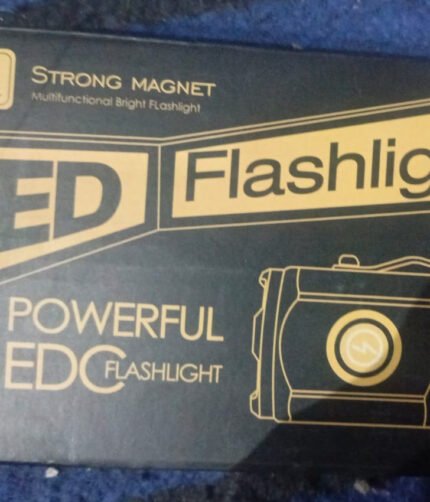 STRONG MAGNET
Multifunctional Bright Flashlight
ED Flashlig
POWERFUL
EDC FLASHLIGHT